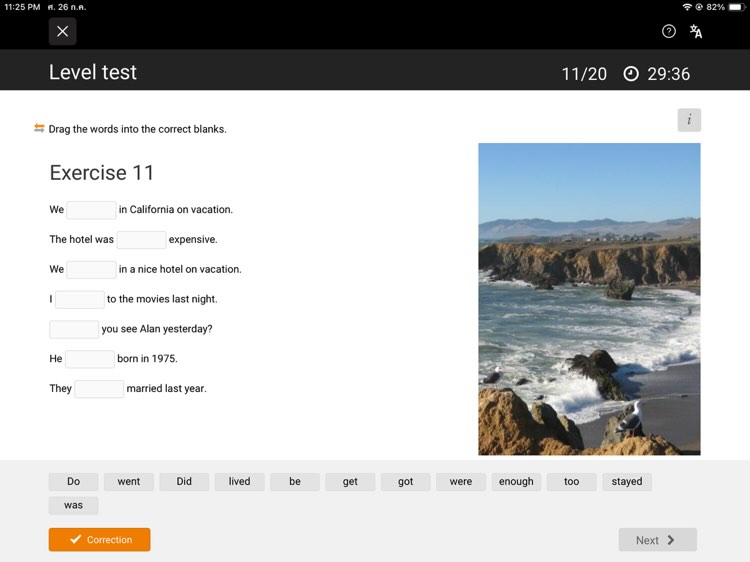 11:25 PM ศ. 26 ก.ค. 82%
Level test
11/20 29:36
i
Drag the words into the correct blanks.
Exercise 11
We in California on vacation.
The hotel was expensive.
We in a nice hotel on vacation.
I to the movies last night.
you see Alan yesterday?
He born in 1975.
They married last year.
Do went Did lived be get got were enough too stayed
was
Correction
Next